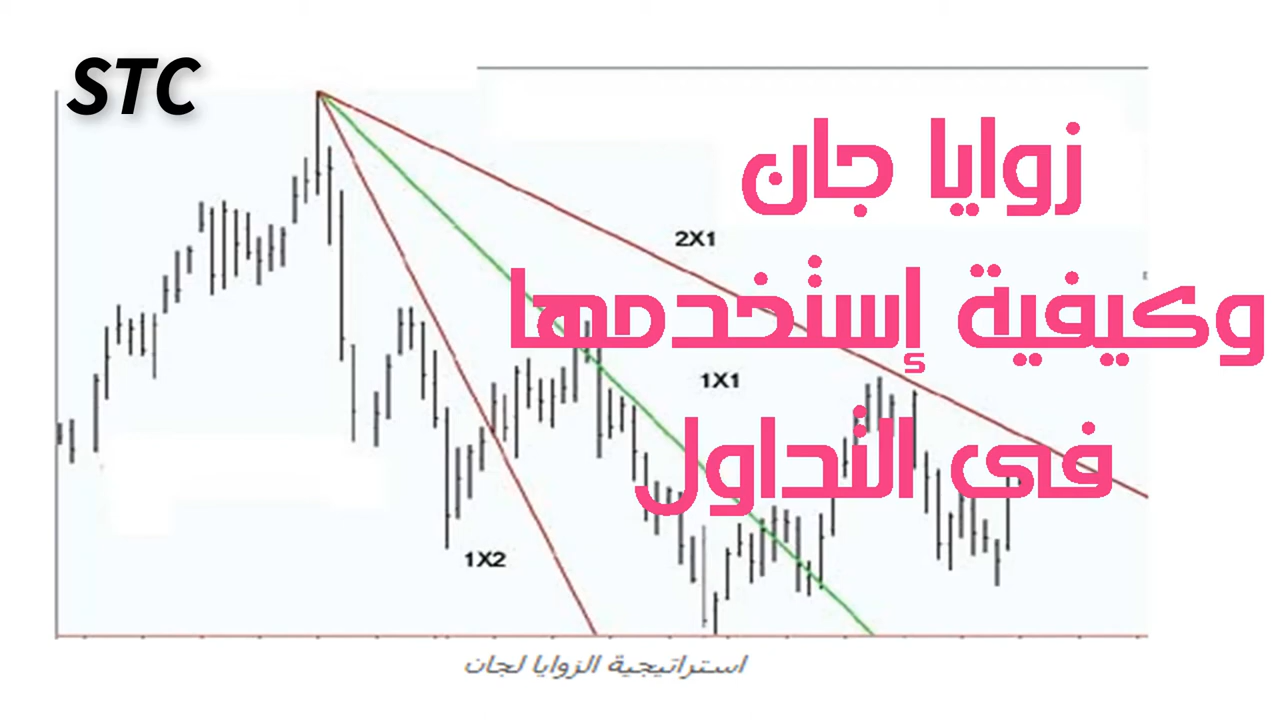 STC
زوايا جان
2X1
وكيفية إستخدمها
1X1
فى التداول
1X2
استراتيجية الزوايا لجان